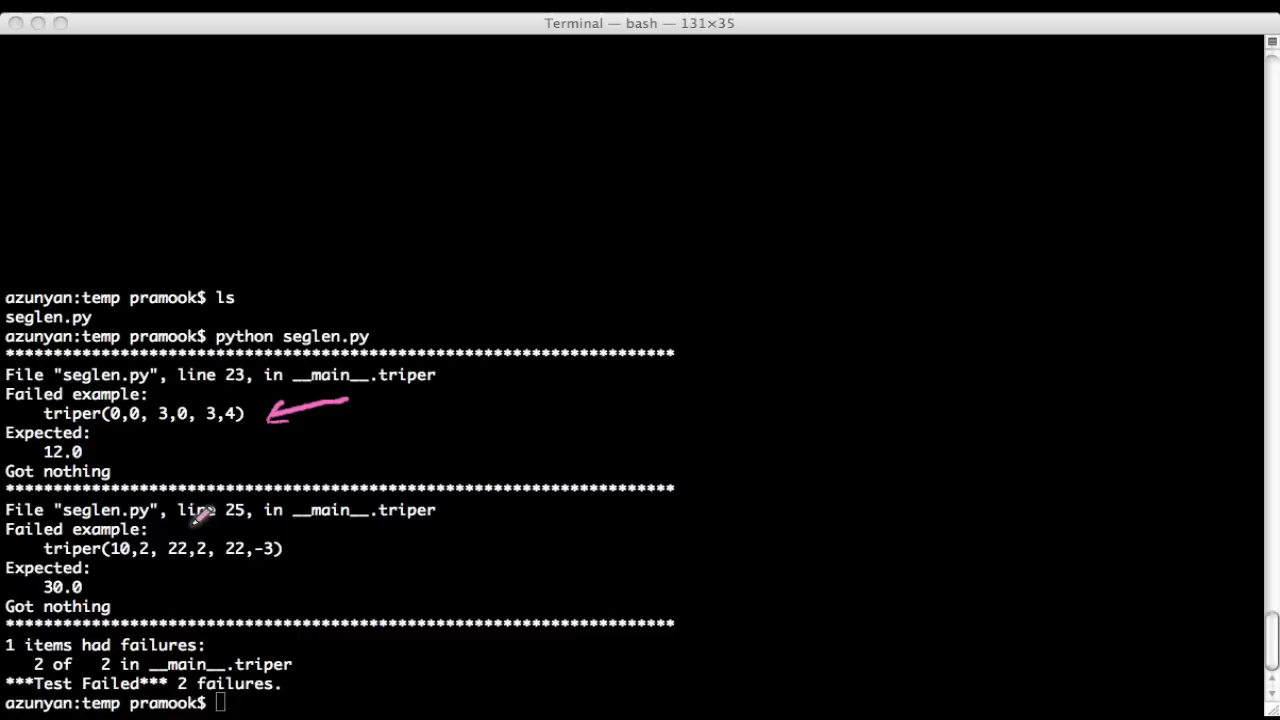 Terminal — bash — 131×35
azunyan:temp pramook$ ls
seglen.py
azunyan:temp pramook$ python seglen.py
**********************************************************************
File "seglen.py", line 23, in __main__.triper
Failed example:
    triper(0,0, 3,0, 3,4)
Expected:
    12.0
Got nothing
**********************************************************************
File "seglen.py", line 25, in __main__.triper
Failed example:
    triper(10,2, 22,2, 22,-3)
Expected:
    30.0
Got nothing
**********************************************************************
1 items had failures:
   2 of   2 in __main__.triper
***Test Failed*** 2 failures.
azunyan:temp pramook$